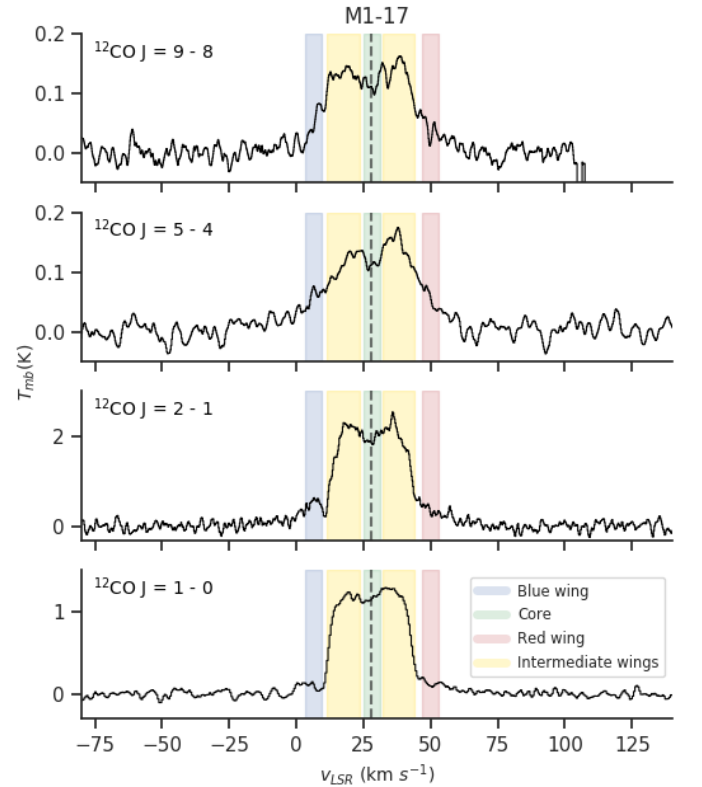 M1-17
¹²CO J = 9 - 8
0.2
0.1
0.0
¹²CO J = 5 - 4
0.2
0.1
0.0
T_mb(K)
¹²CO J = 2 - 1
2
0
¹²CO J = 1 - 0
1
0
Blue wing
Core
Red wing
Intermediate wings
−75 −50 −25 0 25 50 75 100 125
v_LSR (km s⁻¹)